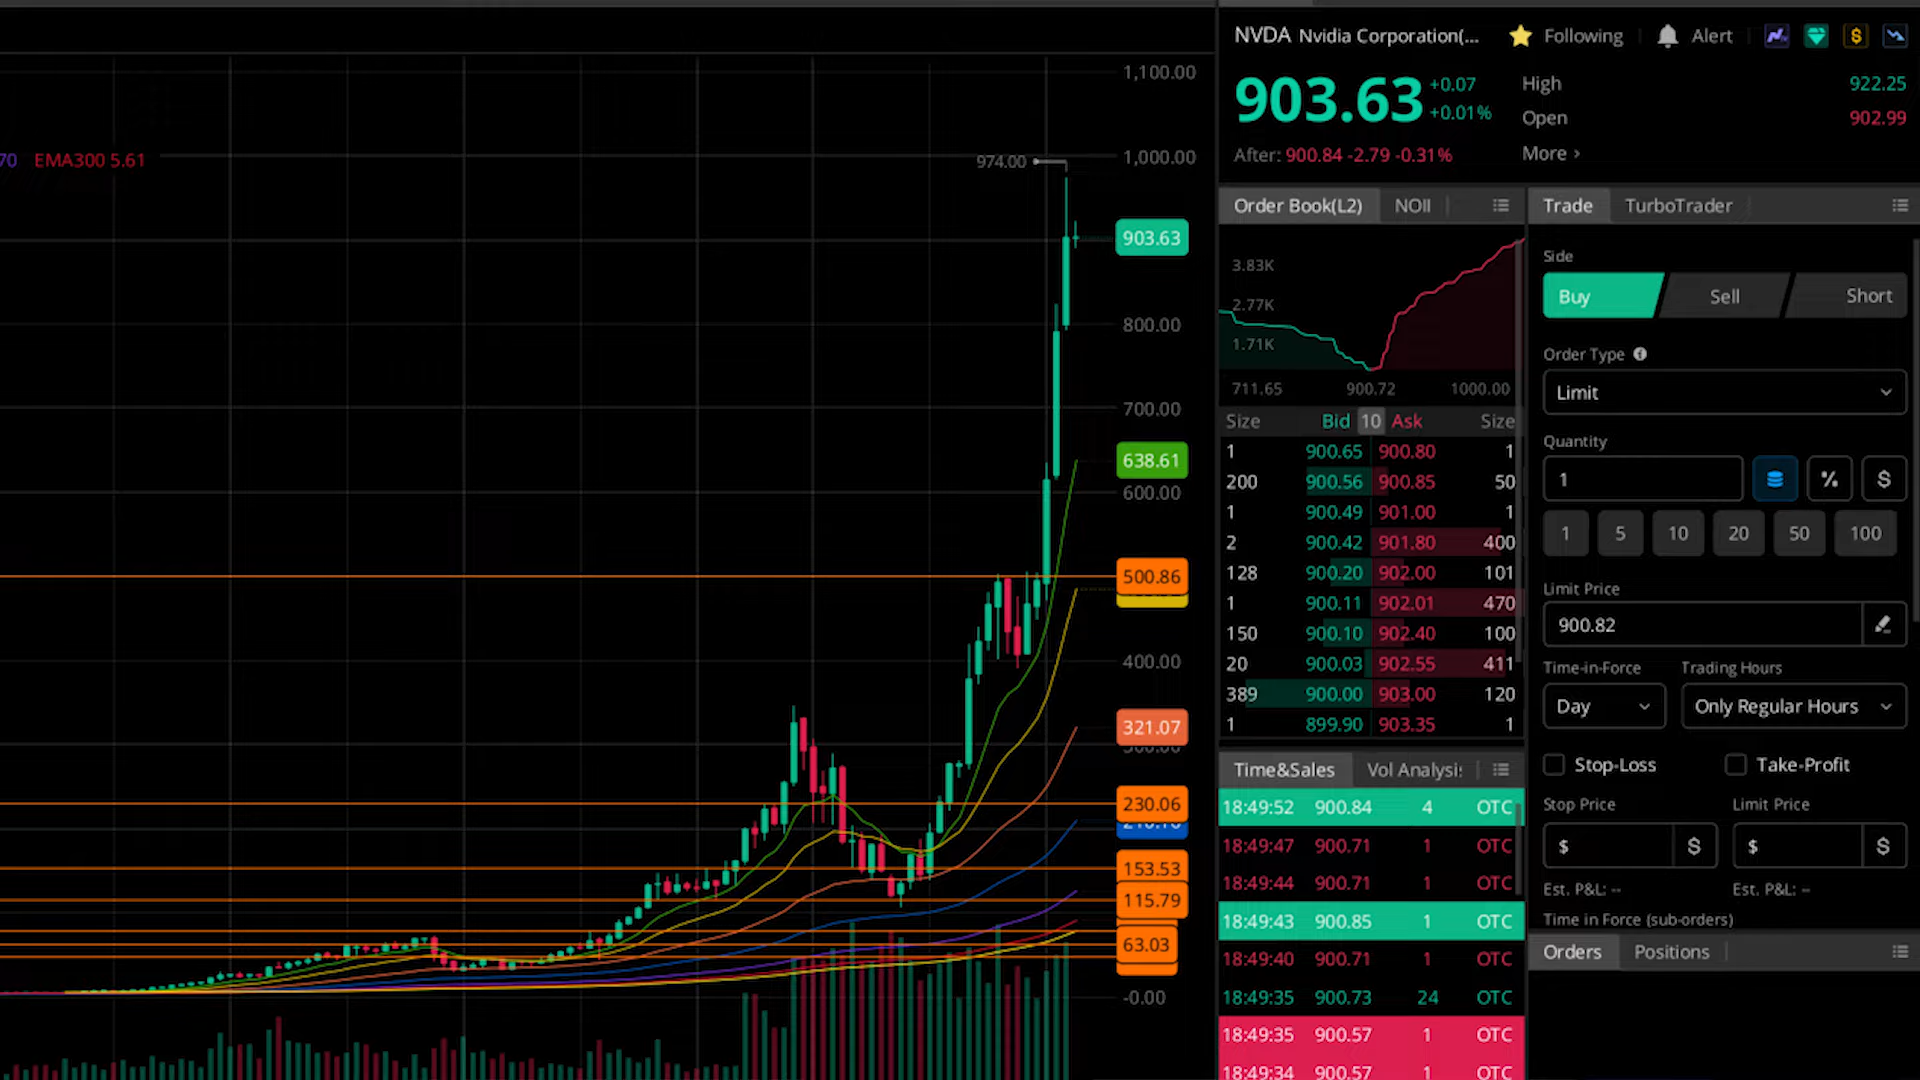 NVDA Nvidia Corporation(... Following Alert
903.63 +0.07 +0.01%
High 922.25
Open 902.99
After: 900.84 -2.79 -0.31%
More ›
70 EMA300 5.61
974.00
1,100.00
1,000.00
903.63
800.00
700.00
638.61
600.00
500.86
400.00
321.07
230.06
153.53
115.79
63.03
-0.00
Order Book(L2) NOII
3.83K
2.77K
1.71K
711.65 900.72 1000.00
Size Bid 10 Ask Size
1 900.65 900.80 1
200 900.56 900.85 50
1 900.49 901.00 1
2 900.42 901.80 400
128 900.20 902.00 101
1 900.11 902.01 470
150 900.10 902.40 100
20 900.03 902.55 411
389 900.00 903.00 120
1 899.90 903.35 1
Time&Sales Vol Analysi
18:49:52 900.84 4 OTC
18:49:47 900.71 1 OTC
18:49:44 900.71 1 OTC
18:49:43 900.85 1 OTC
18:49:40 900.71 1 OTC
18:49:35 900.73 24 OTC
18:49:35 900.57 1 OTC
18:49:34 900.57 1 OTC
Trade TurboTrader
Side
Buy Sell Short
Order Type
Limit
Quantity
1 % $
1 5 10 20 50 100
Limit Price
900.82
Time-in-Force Trading Hours
Day Only Regular Hours
Stop-Loss Take-Profit
Stop Price Limit Price
$ $ $ $
Est. P&L: -- Est. P&L: --
Time in Force (sub-orders)
Orders Positions